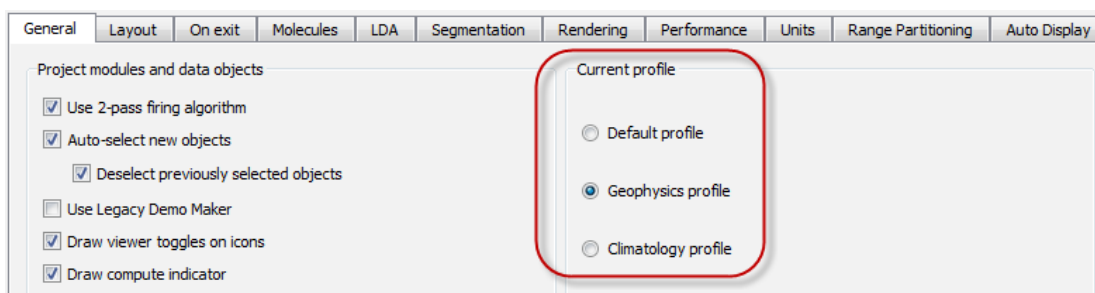 General Layout On exit Molecules LDA Segmentation Rendering Performance Units Range Partitioning Auto Display
Project modules and data objects
Use 2-pass firing algorithm
Auto-select new objects
Deselect previously selected objects
Use Legacy Demo Maker
Draw viewer toggles on icons
Draw compute indicator
Current profile
Default profile
Geophysics profile
Climatology profile